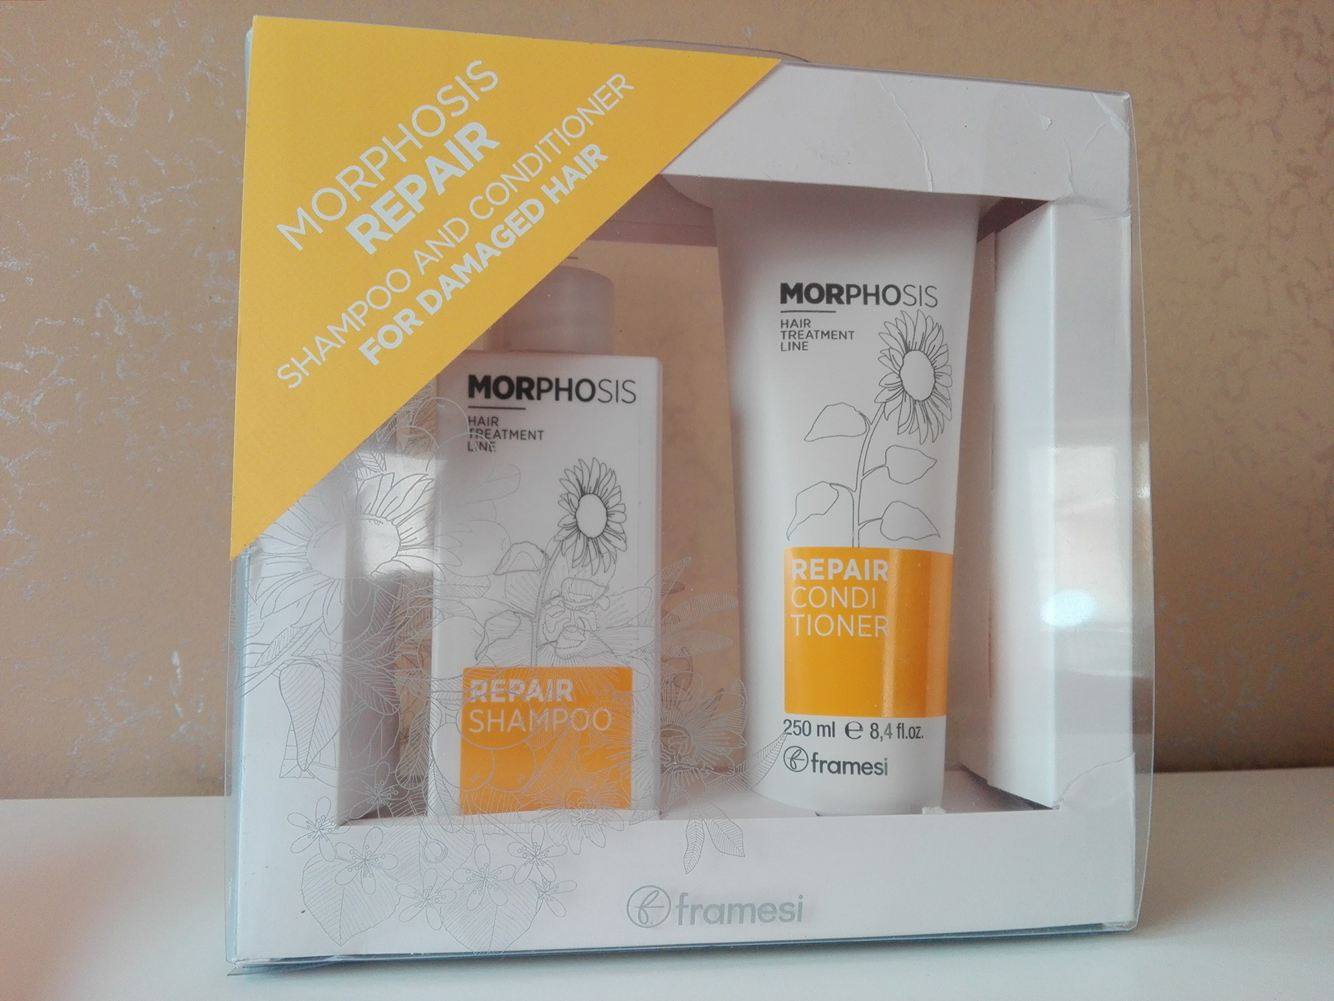 MORPHOSIS
REPAIR
SHAMPOO AND CONDITIONER
FOR DAMAGED HAIR
MORPHOSIS
HAIR
TREATMENT
LINE
REPAIR
SHAMPOO
MORPHOSIS
HAIR
TREATMENT
LINE
REPAIR
CONDI
TIONER
250 ml e 8,4 fl.oz.
framesi
framesi